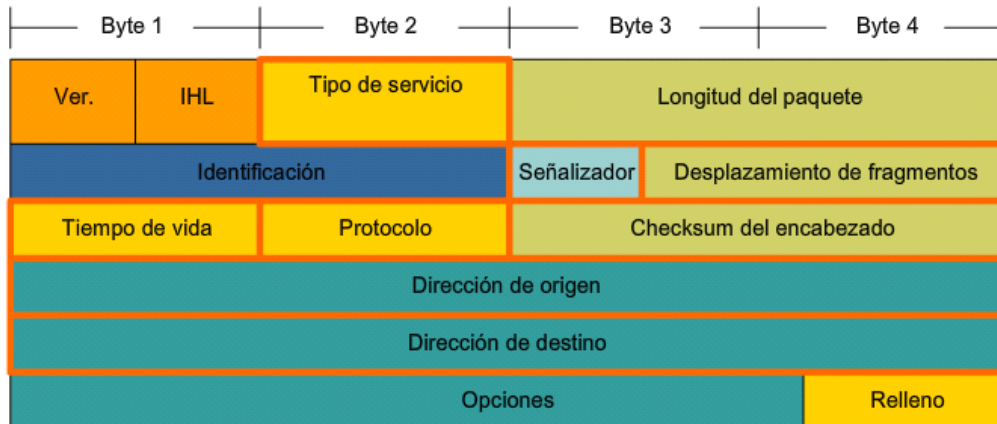 Byte 1 Byte 2 Byte 3 Byte 4
Ver. IHL Tipo de servicio Longitud del paquete
Identificación Señalizador Desplazamiento de fragmentos
Tiempo de vida Protocolo Checksum del encabezado
Dirección de origen
Dirección de destino
Opciones Relleno